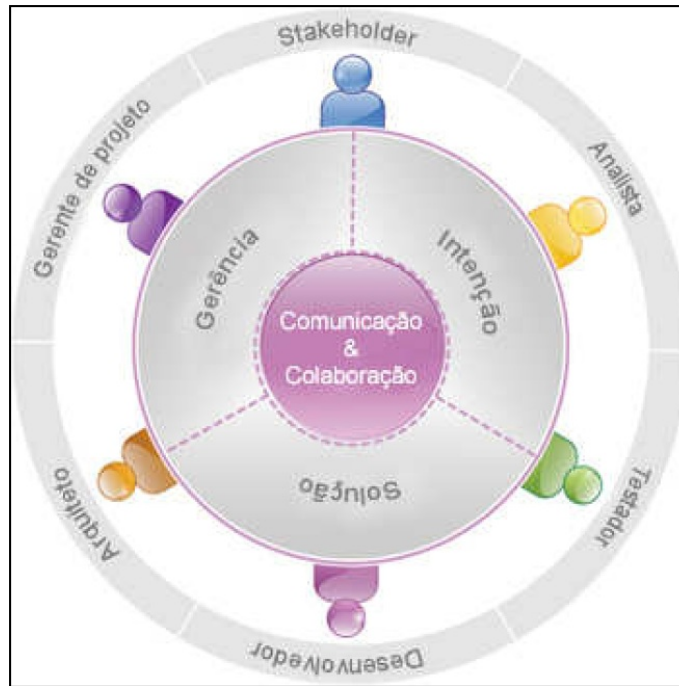 Stakeholder
Analista
Testador
Desenvolvedor
Arquiteto
Gerente de projeto
Gerência
Intenção
Solução
Comunicação
&
Colaboração